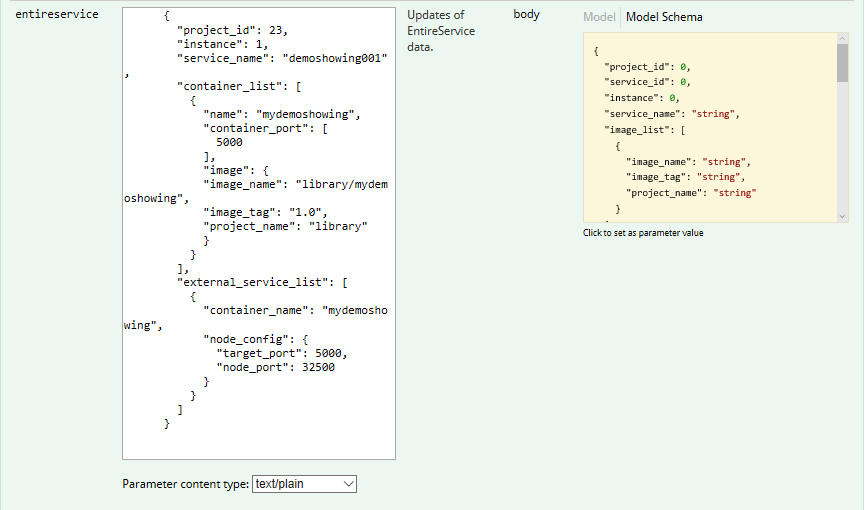 entireservice
{
"project_id": 23,
"instance": 1,
"service_name": "demoshowing001"
,
"container_list": [
{
"name": "mydemoshowing",
"container_port": [
5000
],
"image": {
"image_name": "library/mydem
oshowing",
"image_tag": "1.0",
"project_name": "library"
}
}
],
"external_service_list": [
{
"container_name": "mydemosho
wing",
"node_config": {
"target_port": 5000,
"node_port": 32500
}
}
]
}
Parameter content type: text/plain
Updates of
EntireService
data.
body
Model Model Schema
{
"project_id": 0,
"service_id": 0,
"instance": 0,
"service_name": "string",
"image_list": [
{
"image_name": "string",
"image_tag": "string",
"project_name": "string"
}
Click to set as parameter value